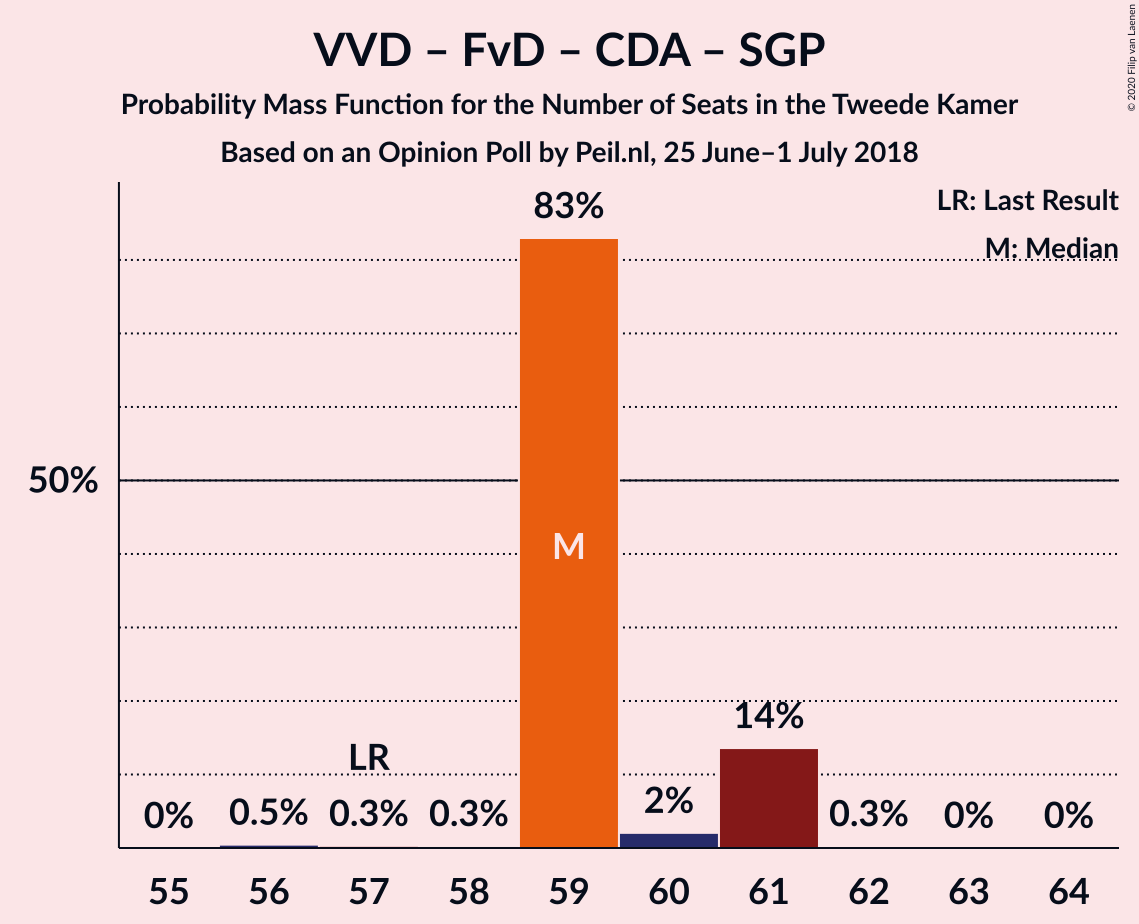 VVD – FvD – CDA – SGP
Probability Mass Function for the Number of Seats in the Tweede Kamer
Based on an Opinion Poll by Peil.nl, 25 June–1 July 2018
© 2020 Filip van Laenen
LR: Last Result
M: Median
83%
50%
M
14%
LR
0% 0.5% 0.3% 0.3% 2% 0.3% 0% 0%
55 56 57 58 59 60 61 62 63 64